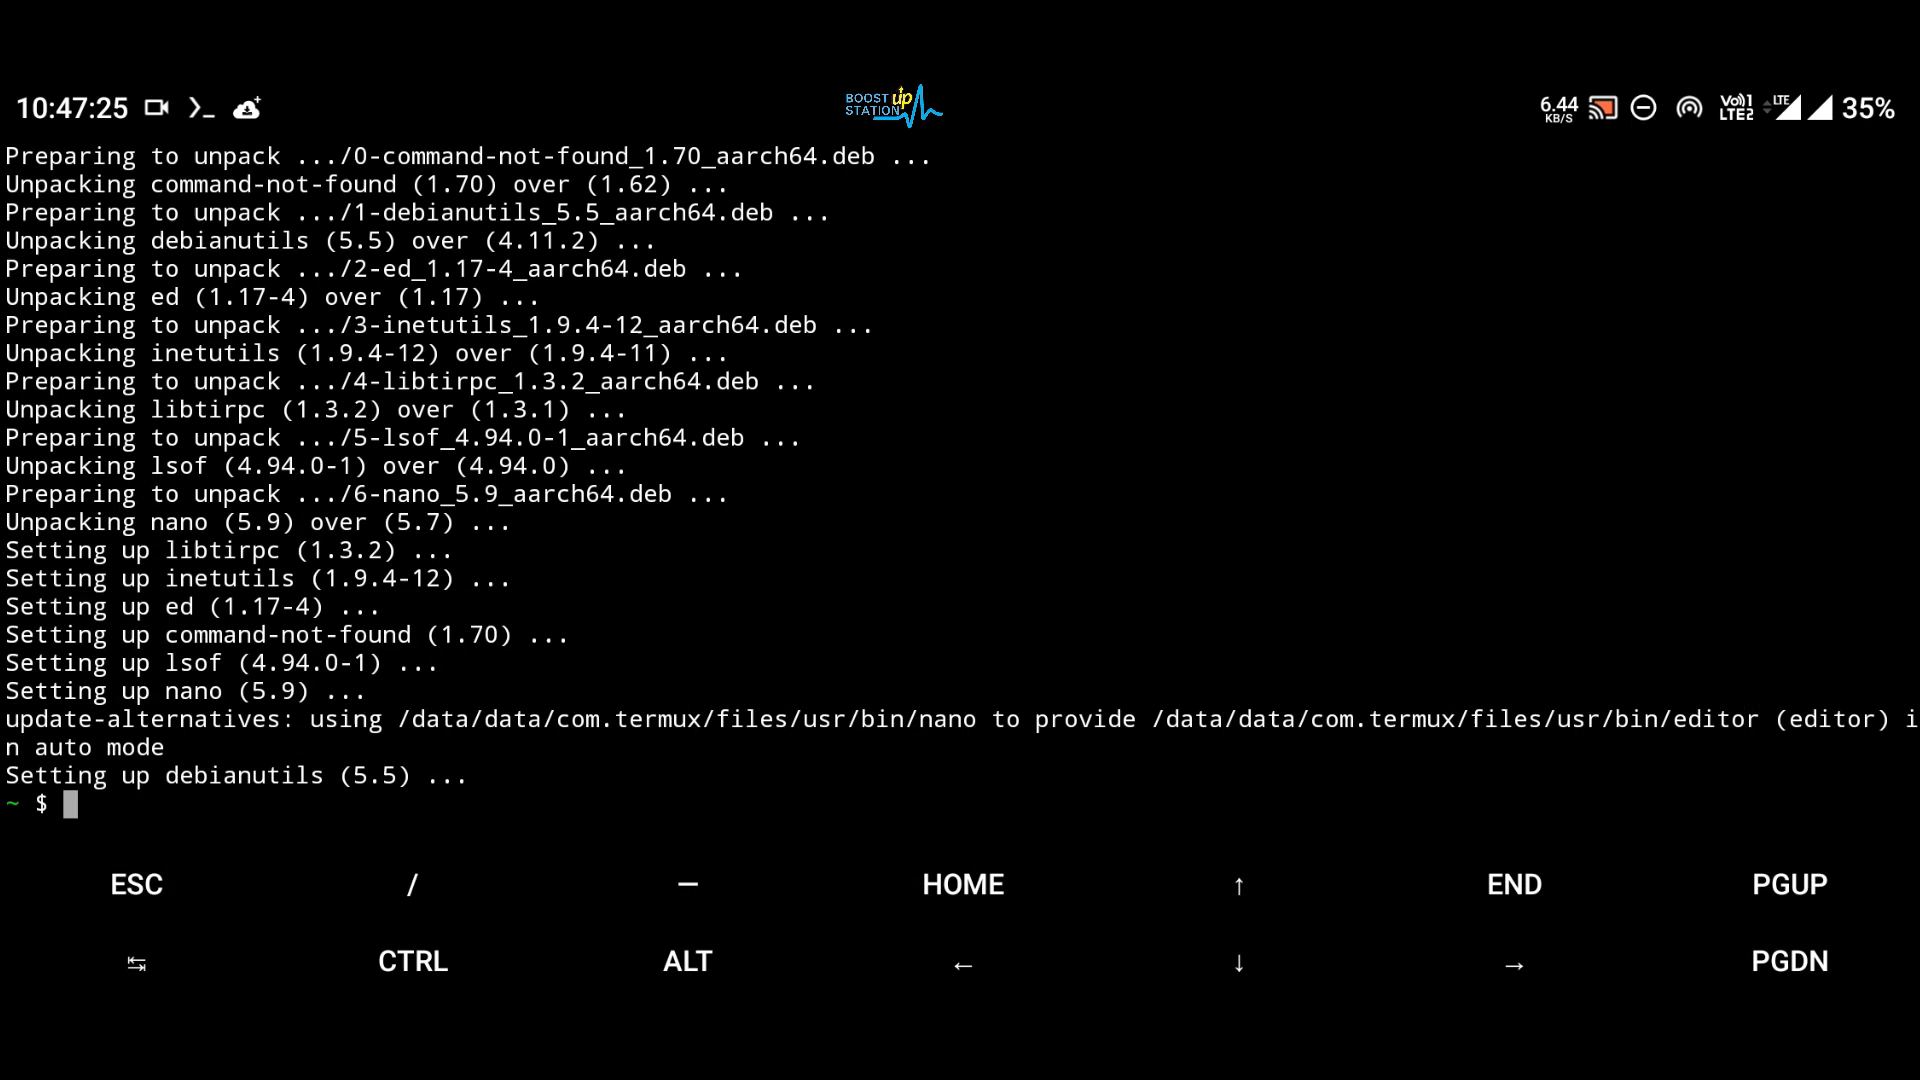 10:47:25
BOOST up
STATION
6.44
KB/S
Vo)) 1
LTE2
LTE
35%
Preparing to unpack .../0-command-not-found_1.70_aarch64.deb ...
Unpacking command-not-found (1.70) over (1.62) ...
Preparing to unpack .../1-debianutils_5.5_aarch64.deb ...
Unpacking debianutils (5.5) over (4.11.2) ...
Preparing to unpack .../2-ed_1.17-4_aarch64.deb ...
Unpacking ed (1.17-4) over (1.17) ...
Preparing to unpack .../3-inetutils_1.9.4-12_aarch64.deb ...
Unpacking inetutils (1.9.4-12) over (1.9.4-11) ...
Preparing to unpack .../4-libtirpc_1.3.2_aarch64.deb ...
Unpacking libtirpc (1.3.2) over (1.3.1) ...
Preparing to unpack .../5-lsof_4.94.0-1_aarch64.deb ...
Unpacking lsof (4.94.0-1) over (4.94.0) ...
Preparing to unpack .../6-nano_5.9_aarch64.deb ...
Unpacking nano (5.9) over (5.7) ...
Setting up libtirpc (1.3.2) ...
Setting up inetutils (1.9.4-12) ...
Setting up ed (1.17-4) ...
Setting up command-not-found (1.70) ...
Setting up lsof (4.94.0-1) ...
Setting up nano (5.9) ...
update-alternatives: using /data/data/com.termux/files/usr/bin/nano to provide /data/data/com.termux/files/usr/bin/editor (editor) i
n auto mode
Setting up debianutils (5.5) ...
~ $
ESC / — HOME ↑ END PGUP
↹ CTRL ALT ← ↓ → PGDN